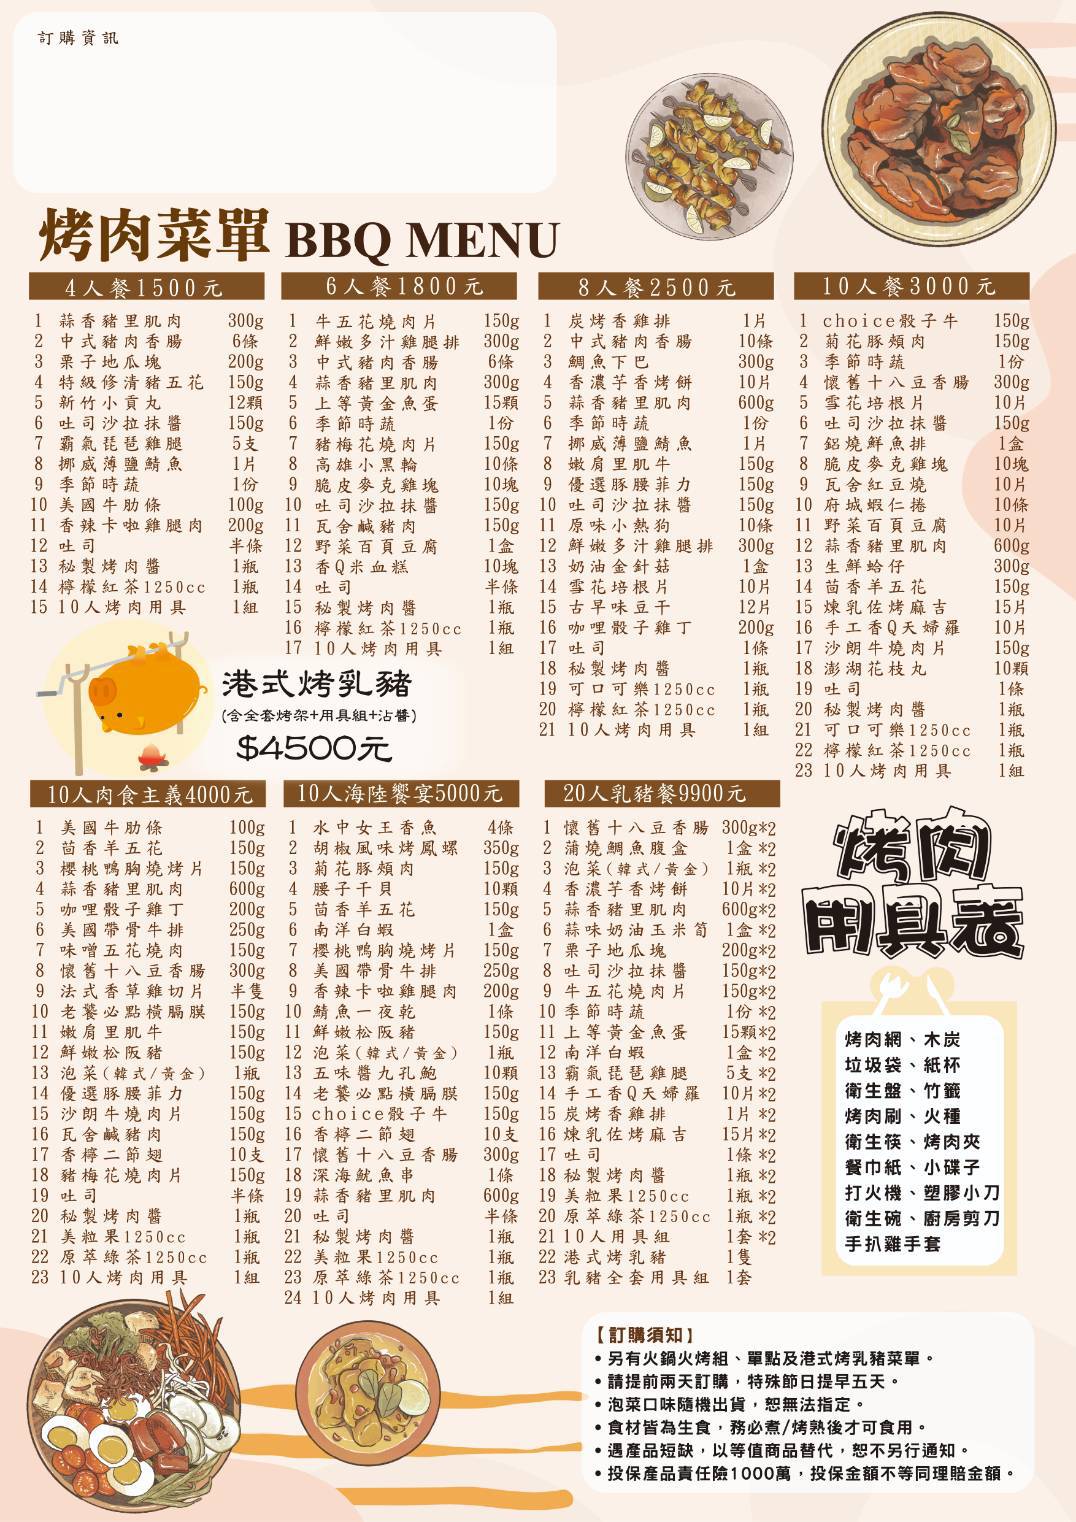 訂購資訊
烤肉菜單 BBQ MENU
4人餐1500元
1 蒜香豬里肌肉 300g
2 中式豬肉香腸 6條
3 栗子地瓜塊 200g
4 特級修清豬五花 150g
5 新竹小貢丸 12顆
6 吐司沙拉抹醬 150g
7 霸氣琵琶雞腿 5支
8 挪威薄鹽鯖魚 1片
9 季節時蔬 1份
10 美國牛肋條 100g
11 香辣卡啦雞腿肉 200g
12 吐司 半條
13 秘製烤肉醬 1瓶
14 檸檬紅茶1250cc 1瓶
15 10人烤肉用具 1組
6人餐1800元
1 牛五花燒肉片 150g
2 鮮嫩多汁雞腿排 300g
3 中式豬肉香腸 6條
4 蒜香豬里肌肉 300g
5 上等黃金魚蛋 15顆
6 季節時蔬 1份
7 豬梅花燒肉片 150g
8 高雄小黑輪 10條
9 脆皮麥克雞塊 10塊
10 吐司沙拉抹醬 150g
11 瓦舍鹹豬肉 150g
12 野菜百頁豆腐 1盒
13 香Q米血糕 10塊
14 吐司 半條
15 秘製烤肉醬 1瓶
16 檸檬紅茶1250cc 1瓶
17 10人烤肉用具 1組
8人餐2500元
1 炭烤香雞排 1片
2 中式豬肉香腸 10條
3 鯛魚下巴 300g
4 香濃芋香烤餅 10片
5 蒜香豬里肌肉 600g
6 季節時蔬 1份
7 挪威薄鹽鯖魚 1片
8 嫩肩里肌牛 150g
9 優選豚腰菲力 150g
10 吐司沙拉抹醬 150g
11 原味小熱狗 10條
12 鮮嫩多汁雞腿排 300g
13 奶油金針菇 1盒
14 雪花培根片 10片
15 古早味豆干 12片
16 咖哩骰子雞丁 200g
17 吐司 1條
18 秘製烤肉醬 1瓶
19 可口可樂1250cc 1瓶
20 檸檬紅茶1250cc 1瓶
21 10人烤肉用具 1組
10人餐3000元
1 choice骰子牛 150g
2 菊花豚頰肉 150g
3 季節時蔬 1份
4 懷舊十八豆香腸 300g
5 雪花培根片 10片
6 吐司沙拉抹醬 150g
7 鋁燒鮮魚排 1盒
8 脆皮麥克雞塊 10塊
9 瓦舍紅豆燒 10片
10 府城蝦仁捲 10條
11 野菜百頁豆腐 10片
12 蒜香豬里肌肉 600g
13 生鮮蛤仔 300g
14 茴香羊五花 150g
15 煉乳佐烤麻吉 15片
16 手工香Q天婦羅 10片
17 沙朗牛燒肉片 150g
18 澎湖花枝丸 10顆
19 吐司 1條
20 秘製烤肉醬 1瓶
21 可口可樂1250cc 1瓶
22 檸檬紅茶1250cc 1瓶
23 10人烤肉用具 1組
港式烤乳豬
(含全套烤架+用具組+沾醬)
$4500元
10人肉食主義4000元
1 美國牛肋條 100g
2 茴香羊五花 150g
3 櫻桃鴨胸燒烤片 150g
4 蒜香豬里肌肉 600g
5 咖哩骰子雞丁 200g
6 美國帶骨牛排 250g
7 味噌五花燒肉 150g
8 懷舊十八豆香腸 300g
9 法式香草雞切片 半隻
10 老饕必點橫膈膜 150g
11 嫩肩里肌牛 150g
12 鮮嫩松阪豬 150g
13 泡菜(韓式/黃金) 1瓶
14 優選豚腰菲力 150g
15 沙朗牛燒肉片 150g
16 瓦舍鹹豬肉 150g
17 香檸二節翅 10支
18 豬梅花燒肉片 150g
19 吐司 半條
20 秘製烤肉醬 1瓶
21 美粒果1250cc 1瓶
22 原萃綠茶1250cc 1瓶
23 10人烤肉用具 1組
10人海陸饗宴5000元
1 水中女王香魚 4條
2 胡椒風味烤鳳螺 350g
3 菊花豚頰肉 150g
4 腰子干貝 10顆
5 茴香羊五花 150g
6 南洋白蝦 1盒
7 櫻桃鴨胸燒烤片 150g
8 美國帶骨牛排 250g
9 香辣卡啦雞腿肉 200g
10 鯖魚一夜乾 1條
11 鮮嫩松阪豬 150g
12 泡菜(韓式/黃金) 1瓶
13 五味醬九孔鮑 10顆
14 老饕必點橫膈膜 150g
15 choice骰子牛 150g
16 香檸二節翅 10支
17 懷舊十八豆香腸 300g
18 深海魷魚串 1條
19 蒜香豬里肌肉 600g
20 吐司 半條
21 秘製烤肉醬 1瓶
22 美粒果1250cc 1瓶
23 原萃綠茶1250cc 1瓶
24 10人烤肉用具 1組
20人乳豬餐9900元
1 懷舊十八豆香腸 300g*2
2 蒲燒鯛魚腹盒 1盒*2
3 泡菜(韓式/黃金) 1瓶*2
4 香濃芋香烤餅 10片*2
5 蒜香豬里肌肉 600g*2
6 蒜味奶油玉米筍 1盒*2
7 栗子地瓜塊 200g*2
8 吐司沙拉抹醬 150g*2
9 牛五花燒肉片 150g*2
10 季節時蔬 1份*2
11 上等黃金魚蛋 15顆*2
12 南洋白蝦 1盒*2
13 霸氣琵琶雞腿 5支*2
14 手工香Q天婦羅 10片*2
15 炭烤香雞排 1片*2
16 煉乳佐烤麻吉 15片*2
17 吐司 1條*2
18 秘製烤肉醬 1瓶*2
19 美粒果1250cc 1瓶*2
20 原萃綠茶1250cc 1瓶*2
21 10人用具組 1套*2
22 港式烤乳豬 1隻
23 乳豬全套用具組 1套
烤肉
用具表
烤肉網、木炭
垃圾袋、紙杯
衛生盤、竹籤
烤肉刷、火種
衛生筷、烤肉夾
餐巾紙、小碟子
打火機、塑膠小刀
衛生碗、廚房剪刀
手扒雞手套
【訂購須知】
•另有火鍋火烤組、單點及港式烤乳豬菜單。
•請提前兩天訂購，特殊節日提早五天。
•泡菜口味隨機出貨，恕無法指定。
•食材皆為生食，務必煮/烤熟後才可食用。
•遇產品短缺，以等值商品替代，恕不另行通知。
•投保產品責任險1000萬，投保金額不等同理賠金額。